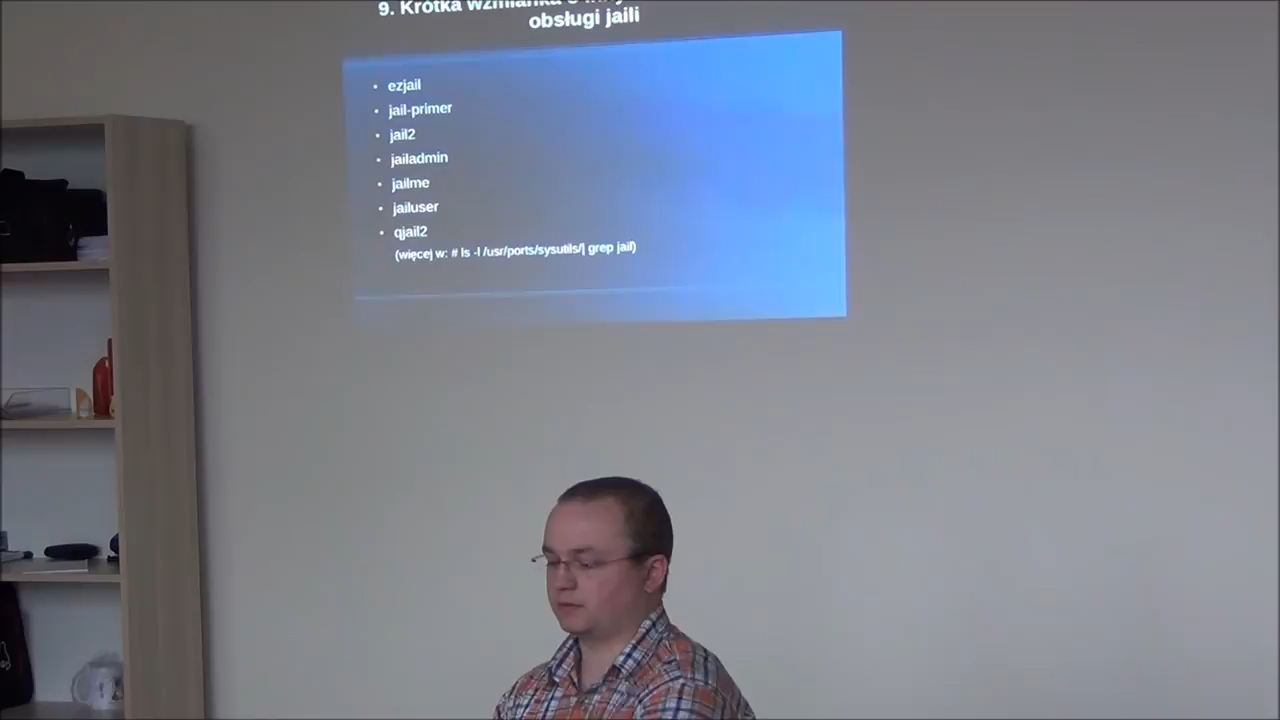 9. Krótka wzmianka o
obsługi jaili
• ezjail
• jail-primer
• jail2
• jailadmin
• jailme
• jailuser
• qjail2
(więcej w: # ls -l /usr/ports/sysutils/| grep jail)